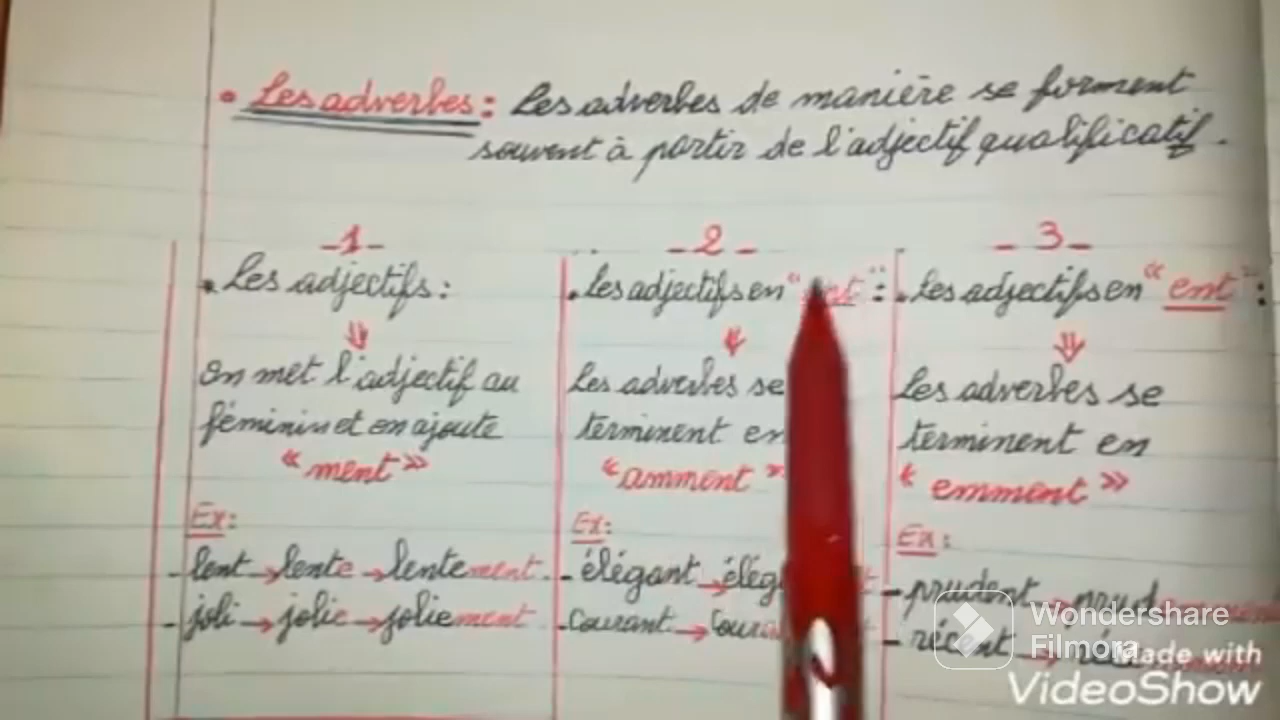 • Les adverbes : Les adverbes de manière se forment
souvent à partir de l'adjectif qualificatif.
-1-
• Les adjectifs :
⇓
on met l'adjectif au
féminin et on ajoute
« ment »
Ex :
- lent → lente → lentement.
- joli → jolie → joliement
- 2 -
• Les adjectifs en " :
Les adverbes se
terminent en
« amment »
Ex :
- élégant →
- courant →
- 3 -
• Les adjectifs en « ent » :
⇓
Les adverbes se
terminent en
« emment »
Ex :
- prudent →
- récent →
Wondershare
Filmora
Made with
VideoShow